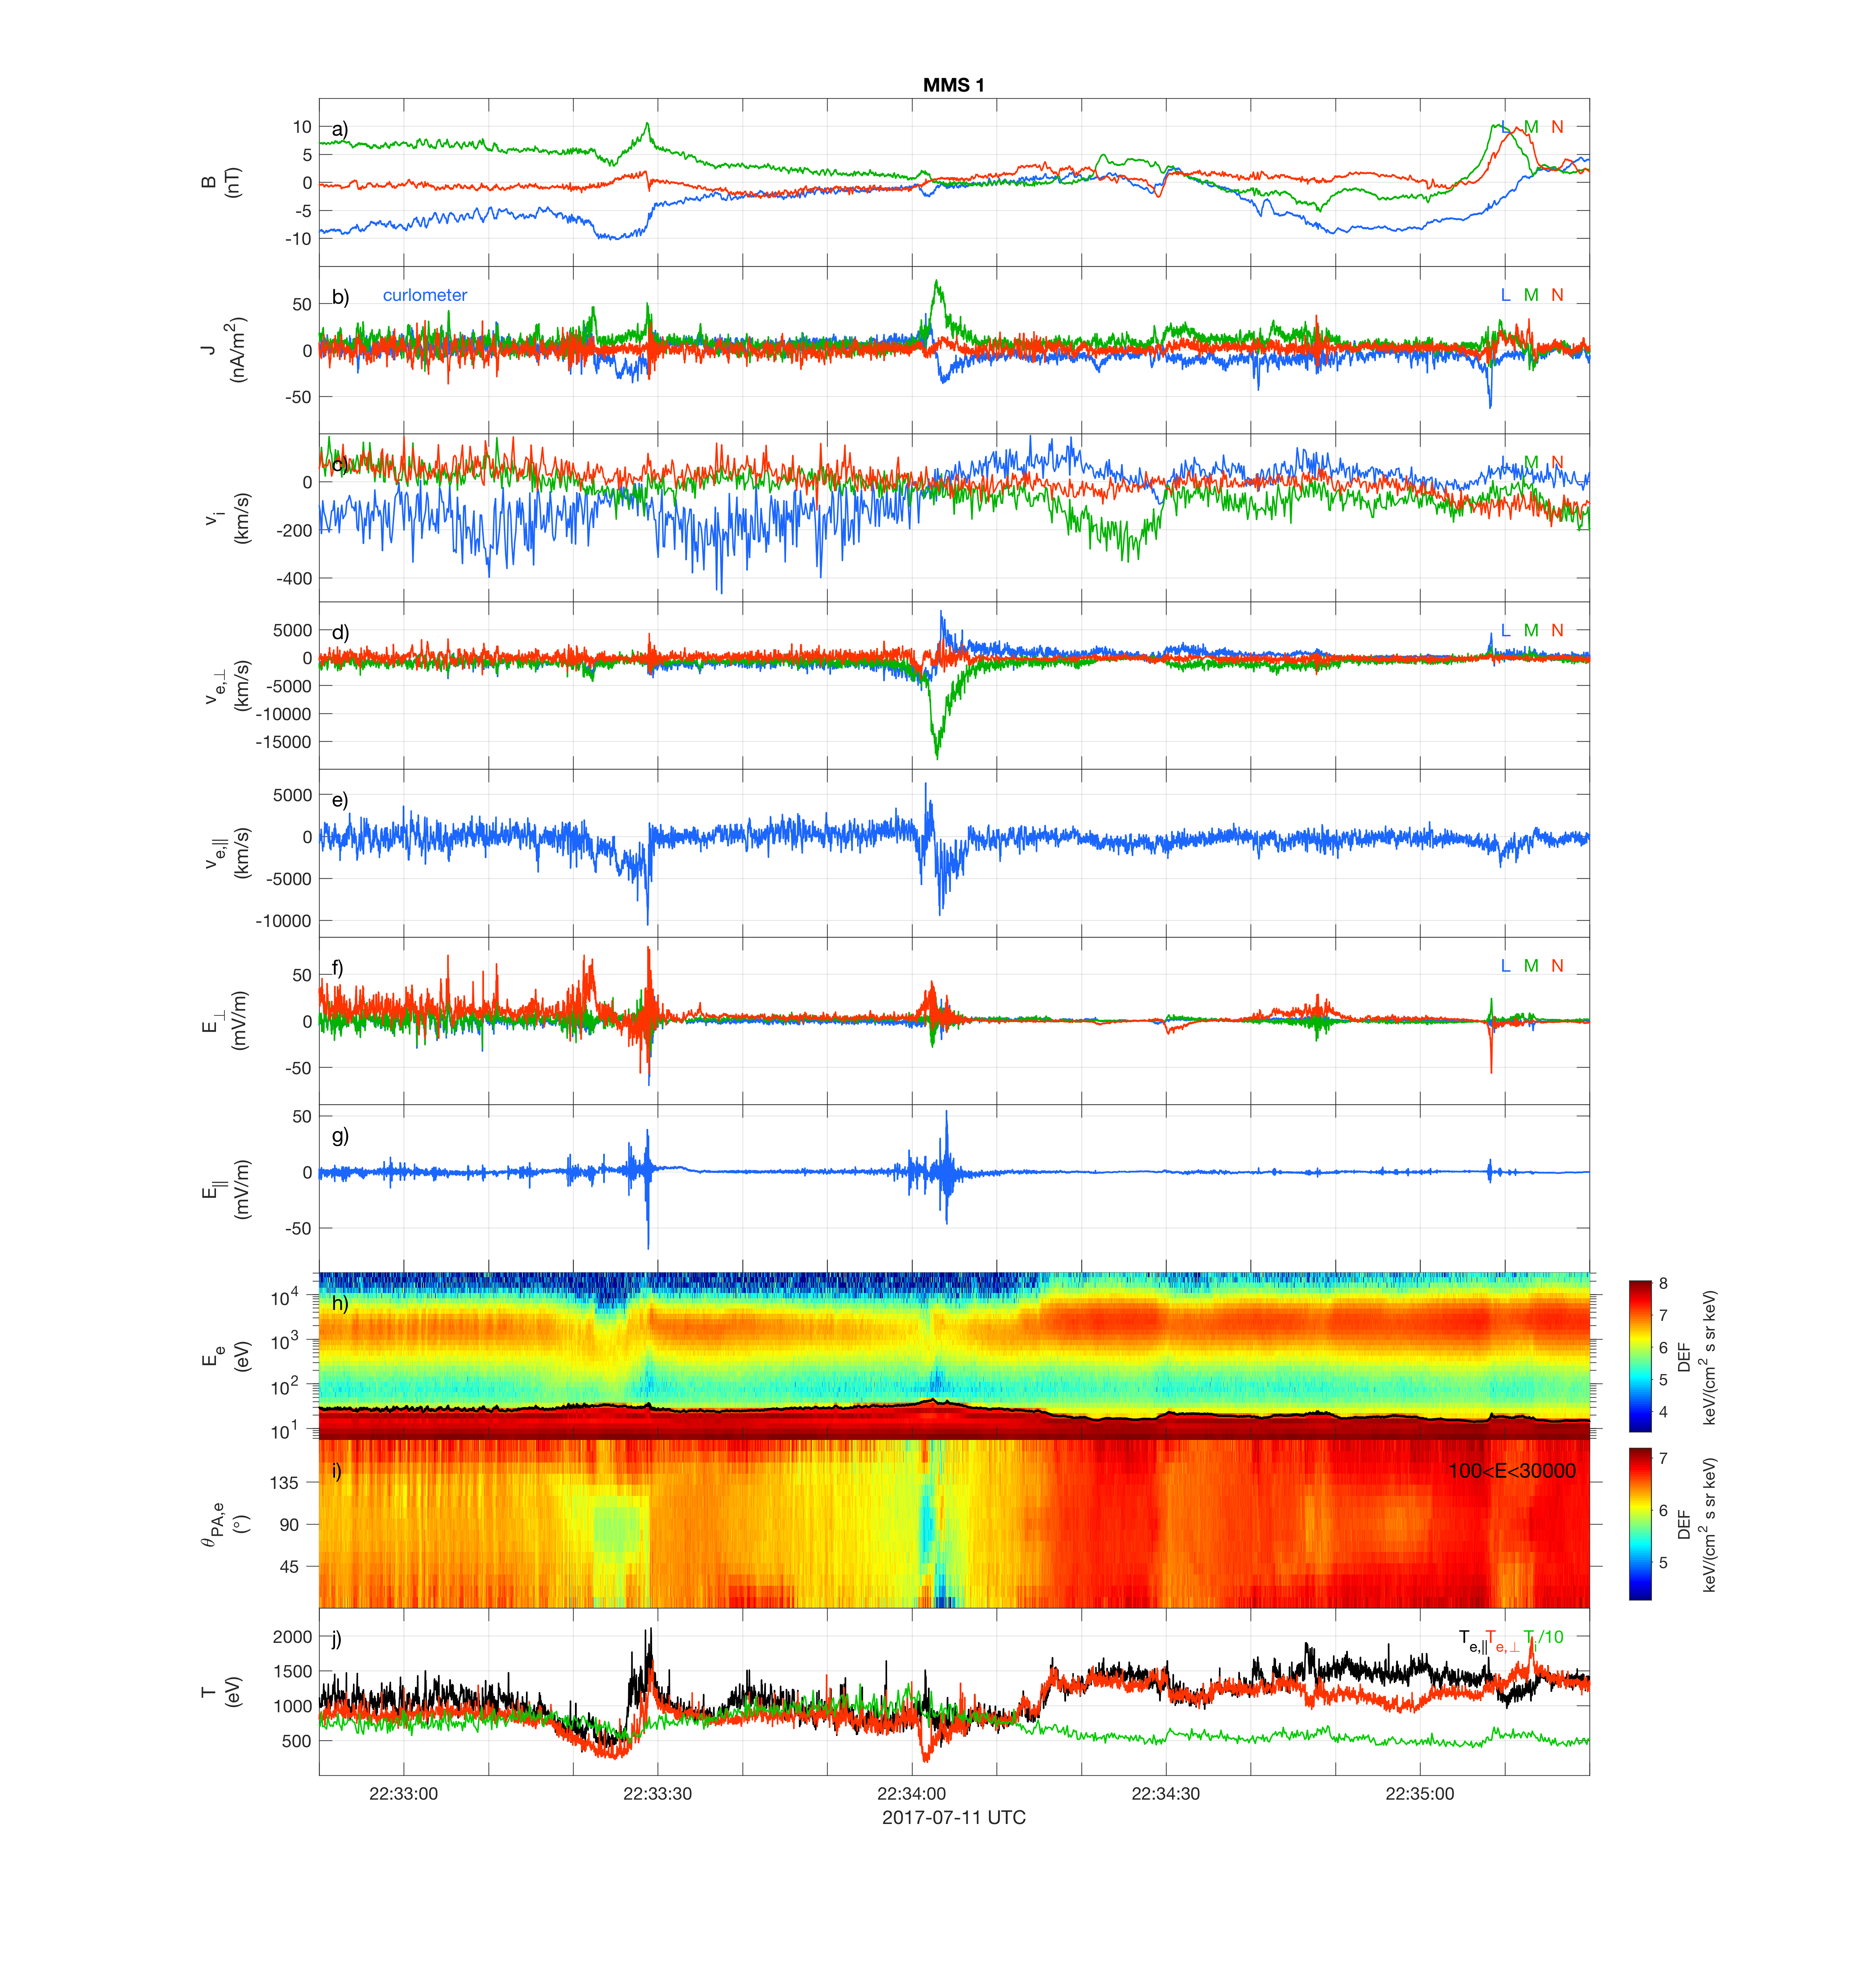 MMS 1
a)
L M N
10
5
0
-5
-10
B
(nT)
b)
curlometer
L M N
50
0
-50
J
(nA/m²)
c)
L M N
0
-200
-400
vᵢ
(km/s)
d)
L M N
5000
0
-5000
-10000
-15000
v_e,⊥
(km/s)
e)
5000
0
-5000
-10000
v_e,||
(km/s)
f)
L M N
50
0
-50
E_⊥
(mV/m)
g)
50
0
-50
E_||
(mV/m)
h)
10⁴
10³
10²
10¹
E_e
(eV)
8
7
6
5
4
DEF
keV/(cm² s sr keV)
i)
100<E<30000
135
90
45
θ_PA,e
(°)
7
6
5
DEF
keV/(cm² s sr keV)
j)
T_e,|| T_e,⊥ T_i/10
2000
1500
1000
500
T
(eV)
22:33:00 22:33:30 22:34:00 22:34:30 22:35:00
2017-07-11 UTC